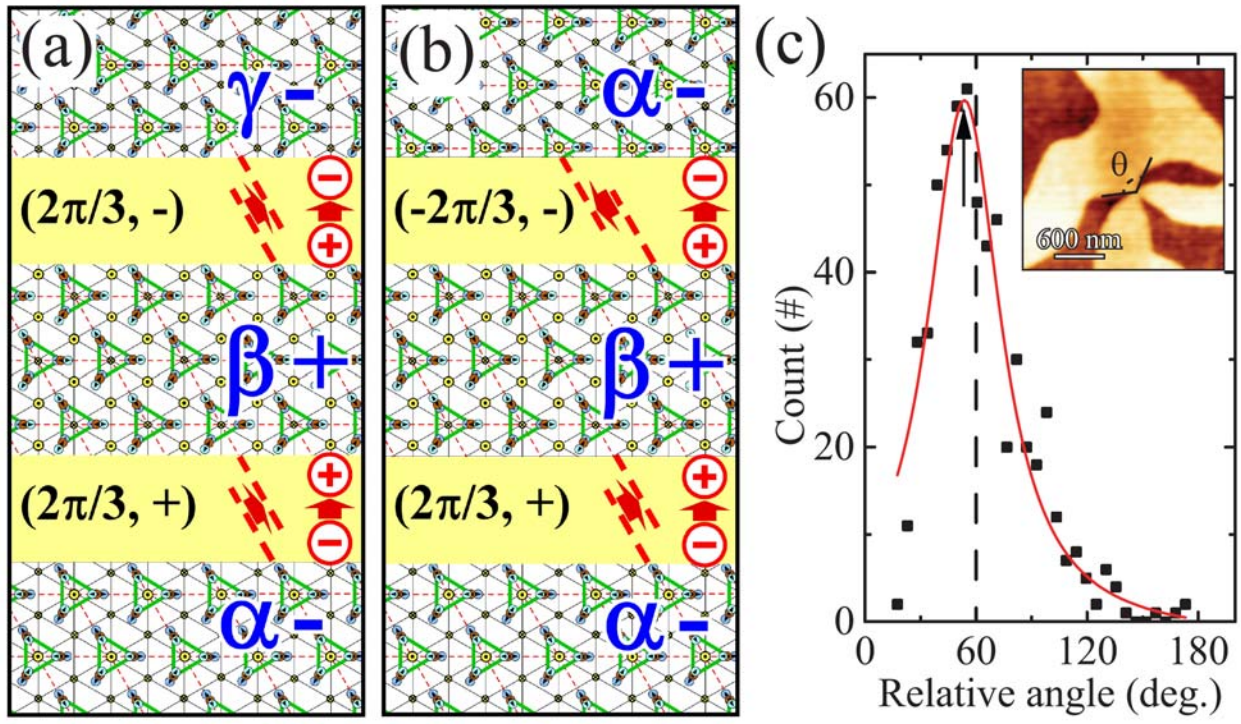 (a)
γ-
(2π/3, -)
−
+
β+
(2π/3, +)
+
−
α-
(b)
α-
(-2π/3, -)
−
+
β+
(2π/3, +)
+
−
α-
(c)
60
40
20
0
Count (#)
0 60 120 180
Relative angle (deg.)
θ
600 nm